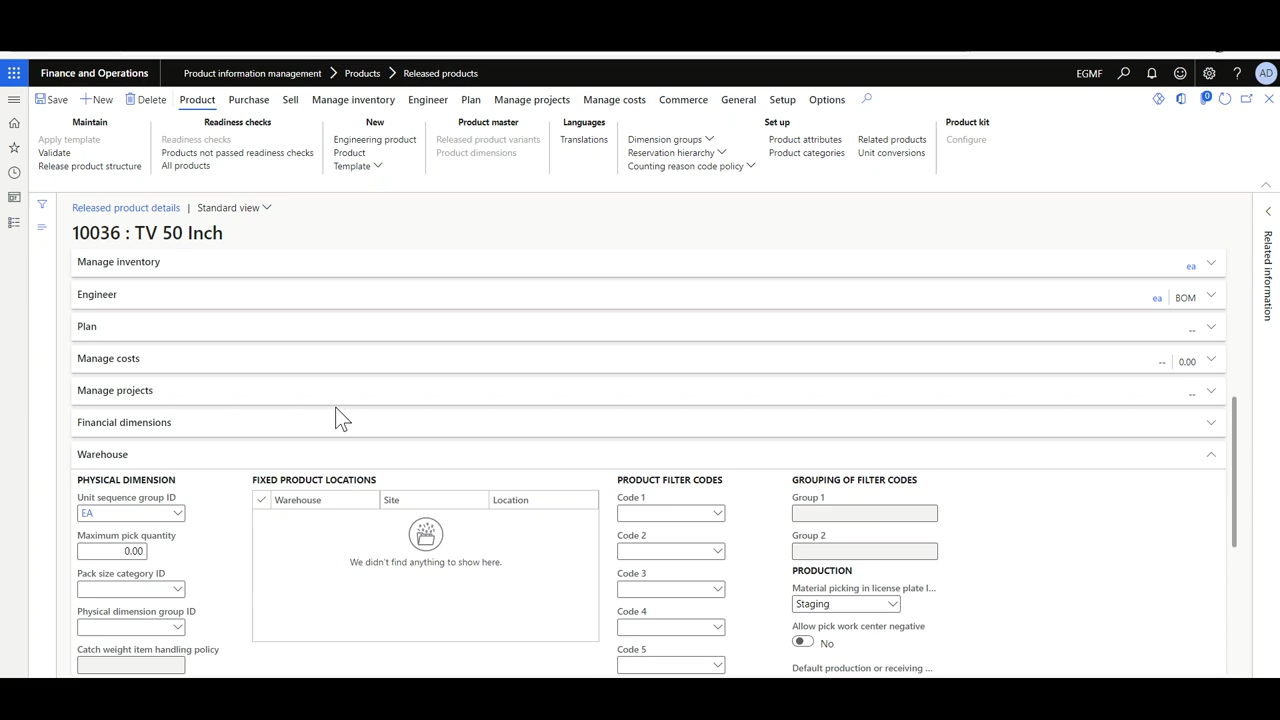 Finance and Operations
Product information management
Products
Released products
EGMF
?
AD
Save
New
Delete
Product
Purchase
Sell
Manage inventory
Engineer
Plan
Manage projects
Manage costs
Commerce
General
Setup
Options
0
Maintain
Apply template
Validate
Release product structure
Readiness checks
Readiness checks
Products not passed readiness checks
All products
New
Engineering product
Product
Template
Product master
Released product variants
Product dimensions
Languages
Translations
Set up
Dimension groups
Reservation hierarchy
Counting reason code policy
Product attributes
Product categories
Related products
Unit conversions
Product kit
Configure
Released product details | Standard view
10036 : TV 50 Inch
Related information
Manage inventory ea
Engineer ea BOM
Plan --
Manage costs -- 0.00
Manage projects --
Financial dimensions
Warehouse
PHYSICAL DIMENSION
Unit sequence group ID
EA
Maximum pick quantity
0.00
Pack size category ID
Physical dimension group ID
Catch weight item handling policy
FIXED PRODUCT LOCATIONS
Warehouse Site Location
We didn't find anything to show here.
PRODUCT FILTER CODES
Code 1
Code 2
Code 3
Code 4
Code 5
GROUPING OF FILTER CODES
Group 1
Group 2
PRODUCTION
Material picking in license plate l...
Staging
Allow pick work center negative
No
Default production or receiving ...